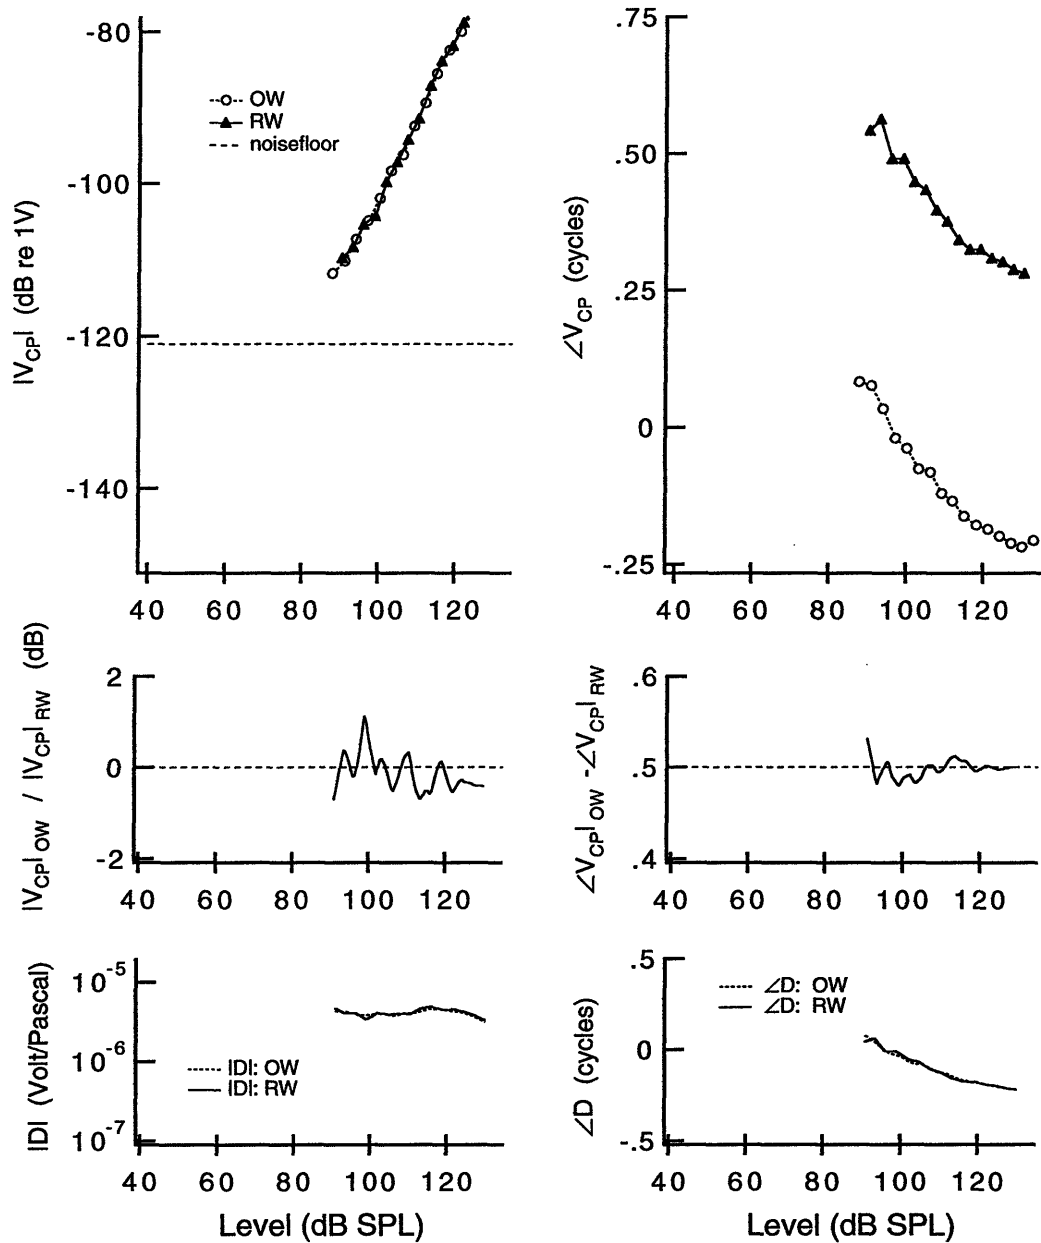 |V_CP| (dB re 1V)
-80
-100
-120
-140
OW
RW
noisefloor
40 60 80 100 120
∠V_CP (cycles)
.75
.50
.25
0
-.25
40 60 80 100 120
|V_CP|_OW / |V_CP|_RW (dB)
2
0
-2
40 60 80 100 120
∠V_CP|_OW -∠V_CP|_RW
.6
.5
.4
40 60 80 100 120
|D| (Volt/Pascal)
10^-5
10^-6
10^-7
|D|: OW
|D|: RW
40 60 80 100 120
Level (dB SPL)
∠D (cycles)
.5
0
-.5
∠D: OW
∠D: RW
40 60 80 100 120
Level (dB SPL)